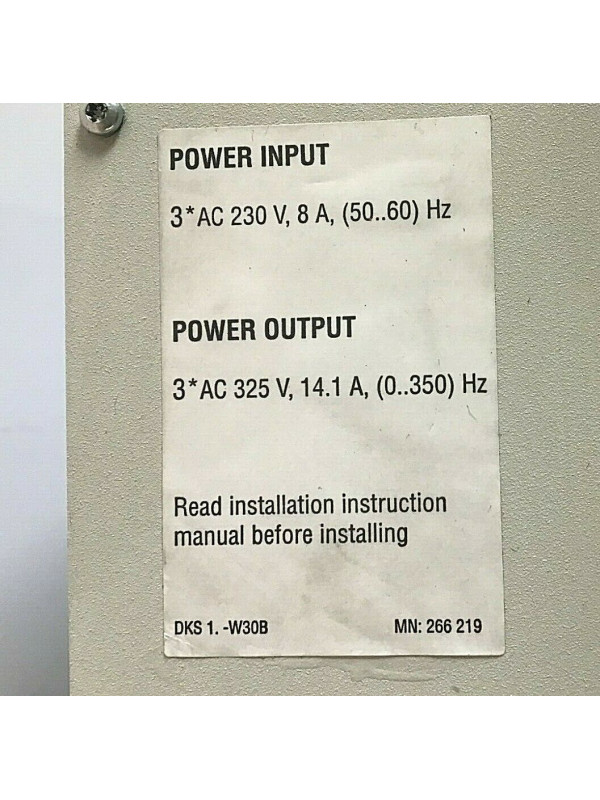 POWER INPUT
3*AC 230 V, 8 A, (50..60) Hz
POWER OUTPUT
3*AC 325 V, 14.1 A, (0..350) Hz
Read installation instruction
manual before installing
DKS 1. -W30B MN: 266 219